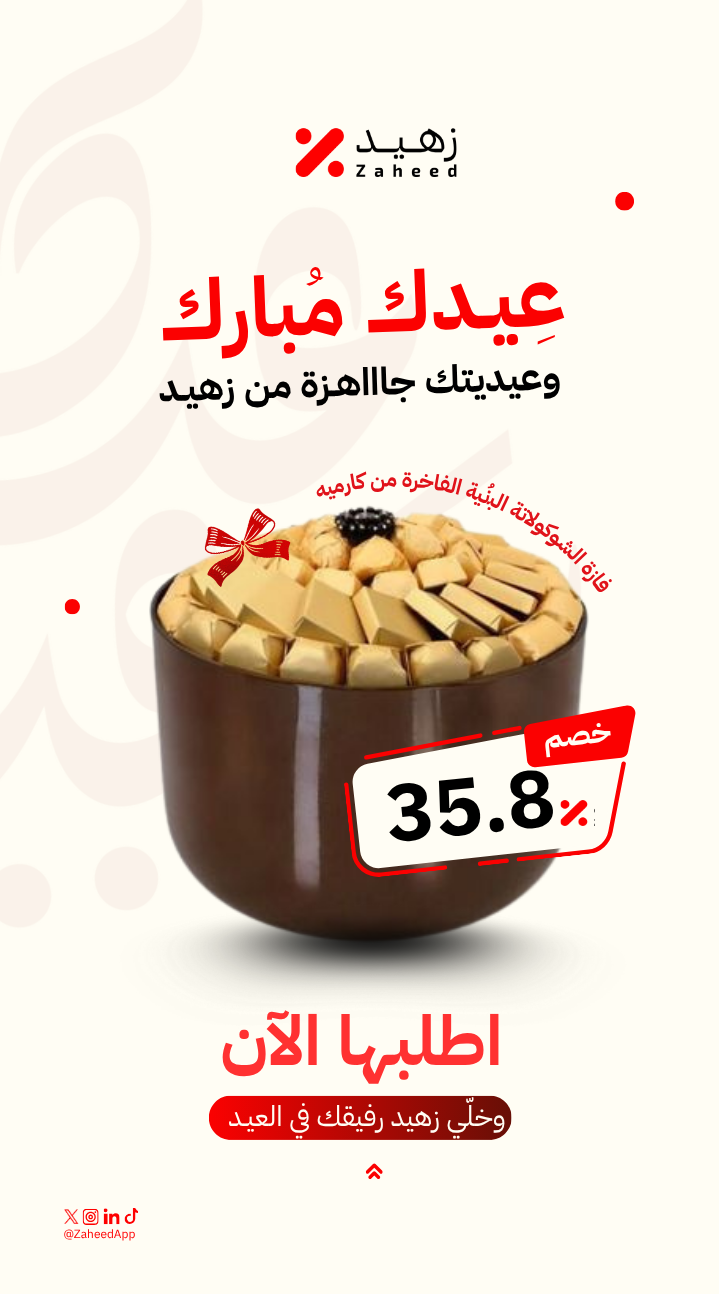 زهيد
Zaheed
عِيدك مُبارك
وعيديتك جاااهزة من زهيد
فازة الشوكولاتة البُنية الفاخرة من كارميه
خصم
35.8٪
اطلبها الآن
وخلّي زهيد رفيقك في العيد
@ZaheedApp